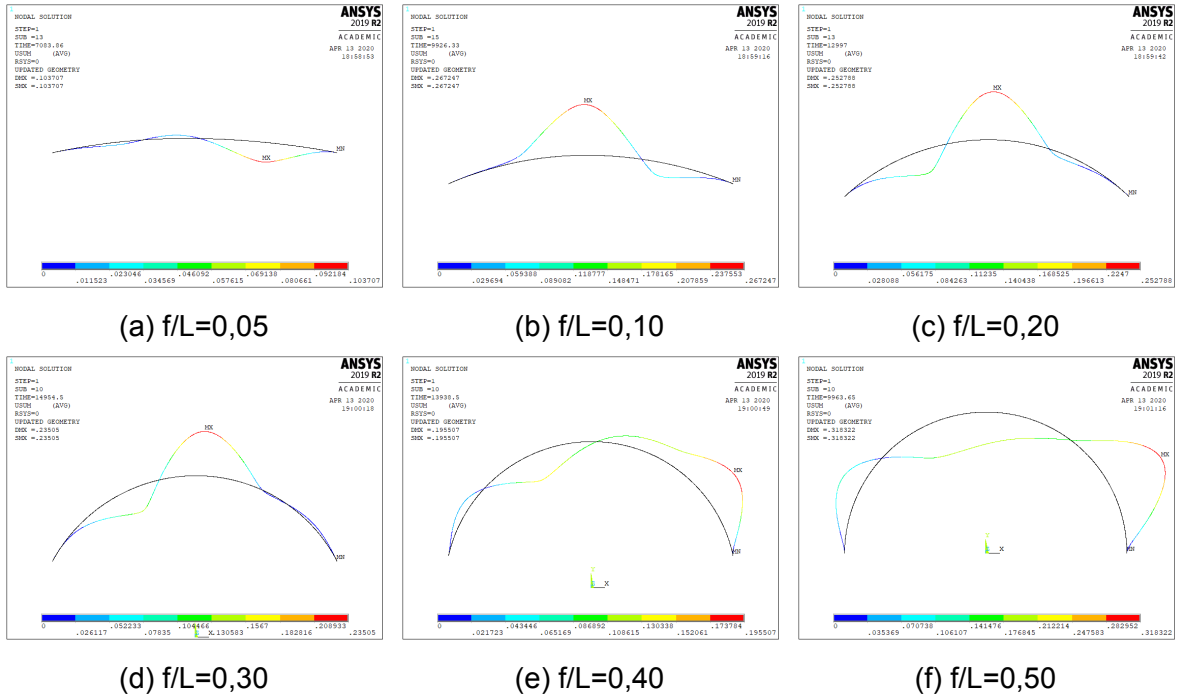 1
NODAL SOLUTION
STEP=1
SUB =13
TIME=7083.86
USUM (AVG)
RSYS=0
UPDATED GEOMETRY
DMX =.103707
SMX =.103707
ANSYS
2019 R2
ACADEMIC
APR 13 2020
18:58:53
MX
MN
0 .023046 .046092 .069138 .092184
.011523 .034569 .057615 .080661 .103707
(a) f/L=0,05
1
NODAL SOLUTION
STEP=1
SUB =15
TIME=9926.33
USUM (AVG)
RSYS=0
UPDATED GEOMETRY
DMX =.267247
SMX =.267247
ANSYS
2019 R2
ACADEMIC
APR 13 2020
18:59:16
MX
MN
0 .059388 .118777 .178165 .237553
.029694 .089082 .148471 .207859 .267247
(b) f/L=0,10
1
NODAL SOLUTION
STEP=1
SUB =13
TIME=12997
USUM (AVG)
RSYS=0
UPDATED GEOMETRY
DMX =.252788
SMX =.252788
ANSYS
2019 R2
ACADEMIC
APR 13 2020
18:59:42
MX
MN
0 .056175 .11235 .168525 .2247
.028088 .084263 .140438 .196613 .252788
(c) f/L=0,20
1
NODAL SOLUTION
STEP=1
SUB =10
TIME=14954.5
USUM (AVG)
RSYS=0
UPDATED GEOMETRY
DMX =.23505
SMX =.23505
ANSYS
2019 R2
ACADEMIC
APR 13 2020
19:00:18
MX
MN
0 .052233 .104466 .1567 .208933
.026117 .07835 X .130583 .182816 .23505
(d) f/L=0,30
1
NODAL SOLUTION
STEP=1
SUB =10
TIME=13938.5
USUM (AVG)
RSYS=0
UPDATED GEOMETRY
DMX =.195507
SMX =.195507
ANSYS
2019 R2
ACADEMIC
APR 13 2020
19:00:49
MX
MN
Y
Z X
0 .043446 .086892 .130338 .173784
.021723 .065169 .108615 .152061 .195507
(e) f/L=0,40
1
NODAL SOLUTION
STEP=1
SUB =10
TIME=9963.65
USUM (AVG)
RSYS=0
UPDATED GEOMETRY
DMX =.318322
SMX =.318322
ANSYS
2019 R2
ACADEMIC
APR 13 2020
19:01:16
MX
MN
Y
Z X
0 .070738 .141476 .212214 .282952
.035369 .106107 .176845 .247583 .318322
(f) f/L=0,50